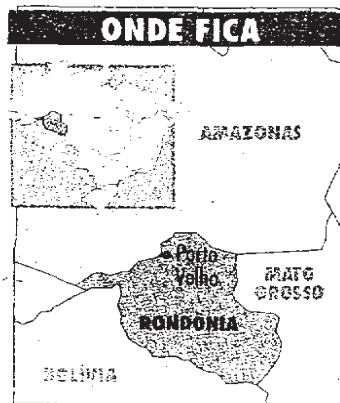 ONDE FICA
AMAZONAS
Porto
Velho
MATO
GROSSO
RONDÔNIA
BOLÍVIA